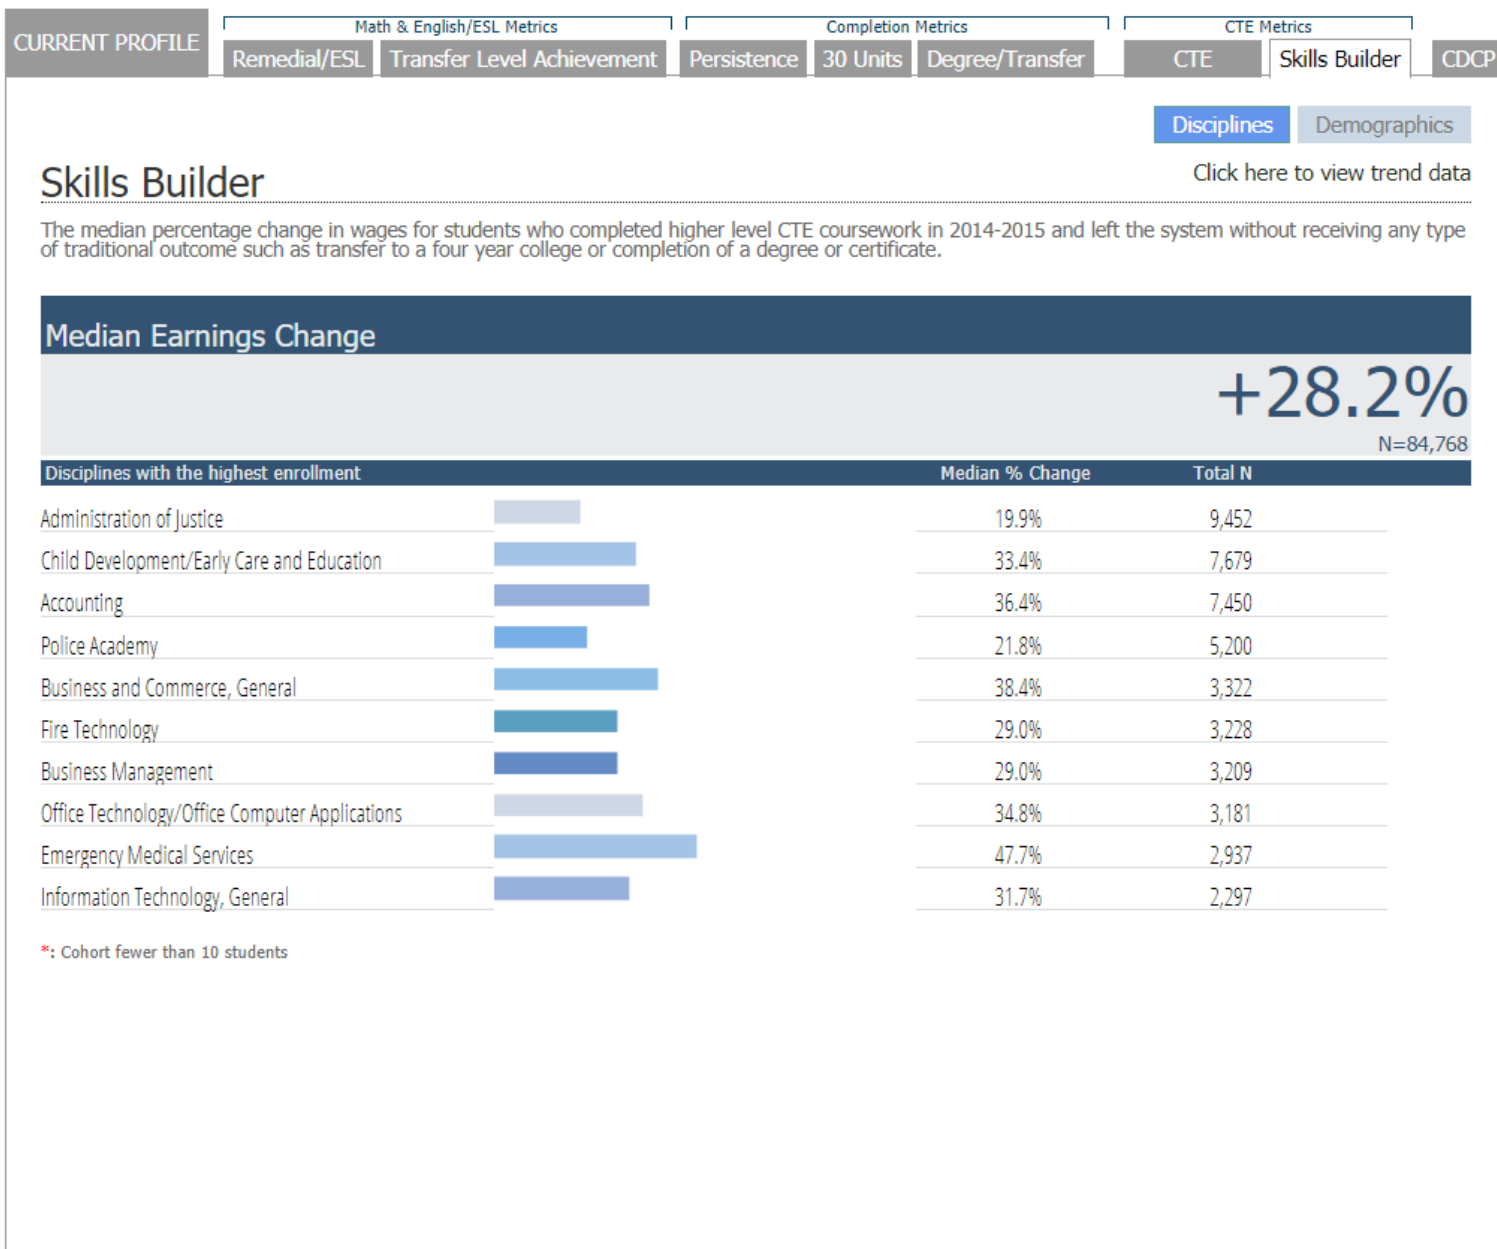 CURRENT PROFILE
Math & English/ESL Metrics
Completion Metrics
CTE Metrics
Remedial/ESL
Transfer Level Achievement
Persistence
30 Units
Degree/Transfer
CTE
Skills Builder
CDCP
Disciplines
Demographics
Skills Builder
Click here to view trend data
The median percentage change in wages for students who completed higher level CTE coursework in 2014-2015 and left the system without receiving any type
of traditional outcome such as transfer to a four year college or completion of a degree or certificate.
Median Earnings Change
+28.2%
N=84,768
Disciplines with the highest enrollment Median % Change Total N
Administration of Justice 19.9% 9,452
Child Development/Early Care and Education 33.4% 7,679
Accounting 36.4% 7,450
Police Academy 21.8% 5,200
Business and Commerce, General 38.4% 3,322
Fire Technology 29.0% 3,228
Business Management 29.0% 3,209
Office Technology/Office Computer Applications 34.8% 3,181
Emergency Medical Services 47.7% 2,937
Information Technology, General 31.7% 2,297
*: Cohort fewer than 10 students